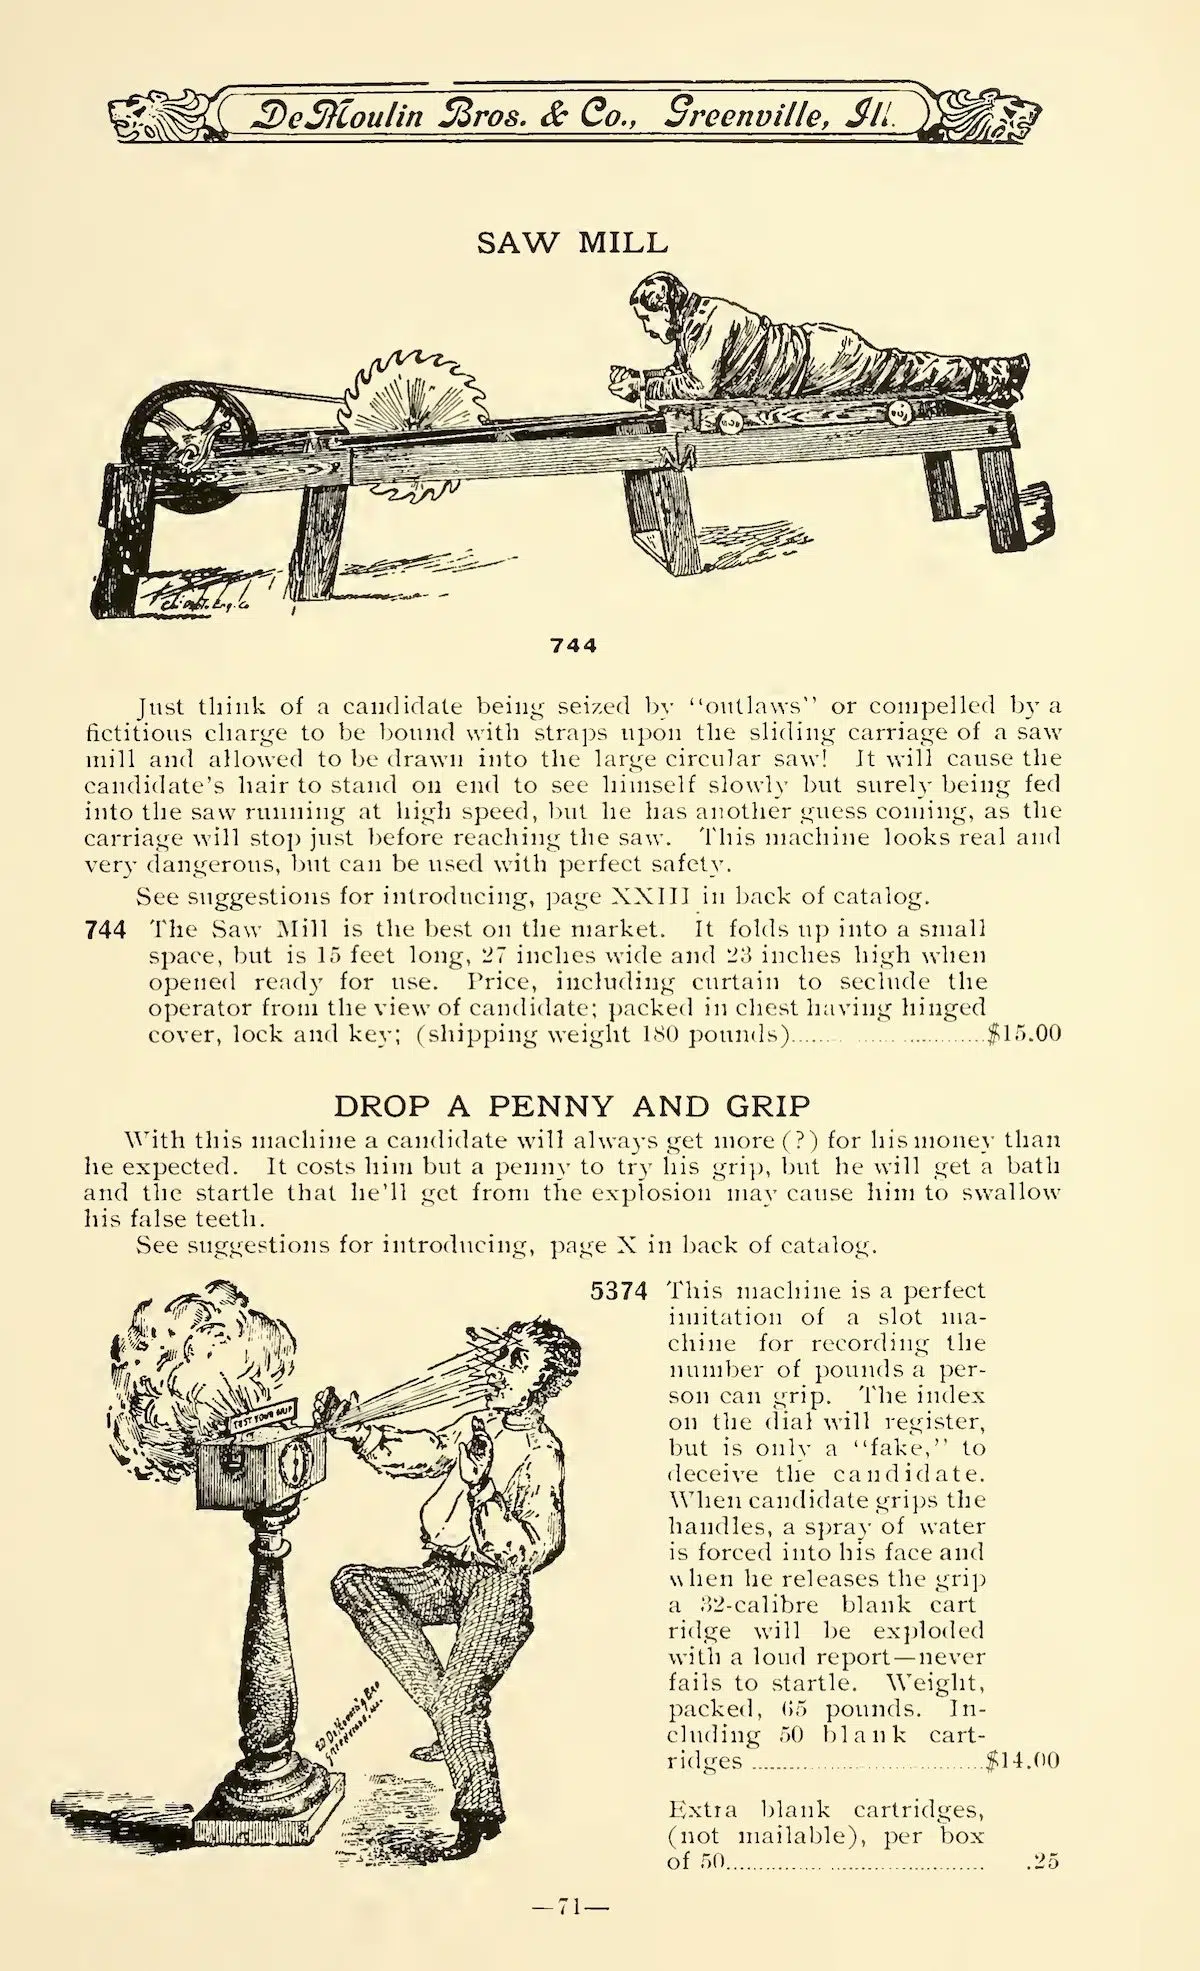 DeMoulin Bros. & Co., Greenville, Ill.
SAW MILL
744
Just think of a candidate being seized by "outlaws" or compelled by a
fictitious charge to be bound with straps upon the sliding carriage of a saw
mill and allowed to be drawn into the large circular saw! It will cause the
candidate's hair to stand on end to see himself slowly but surely being fed
into the saw running at high speed, but he has another guess coming, as the
carriage will stop just before reaching the saw. This machine looks real and
very dangerous, but can be used with perfect safety.
See suggestions for introducing, page XXIII in back of catalog.
744 The Saw Mill is the best on the market. It folds up into a small
space, but is 15 feet long, 27 inches wide and 23 inches high when
opened ready for use. Price, including curtain to seclude the
operator from the view of candidate; packed in chest having hinged
cover, lock and key; (shipping weight 180 pounds)..............................$15.00
DROP A PENNY AND GRIP
With this machine a candidate will always get more (?) for his money than
he expected. It costs him but a penny to try his grip, but he will get a bath
and the startle that he'll get from the explosion may cause him to swallow
his false teeth.
See suggestions for introducing, page X in back of catalog.
TEST YOUR GRIP
5374 This machine is a perfect
imitation of a slot ma-
chine for recording the
number of pounds a per-
son can grip. The index
on the dial will register,
but is only a "fake," to
deceive the candidate.
When candidate grips the
handles, a spray of water
is forced into his face and
when he releases the grip
a 32-calibre blank cart
ridge will be exploded
with a loud report—never
fails to startle. Weight,
packed, 65 pounds. In-
cluding 50 blank cart-
ridges ....................................$14.00
Extra blank cartridges,
(not mailable), per box
of 50........................................ .25
—71—